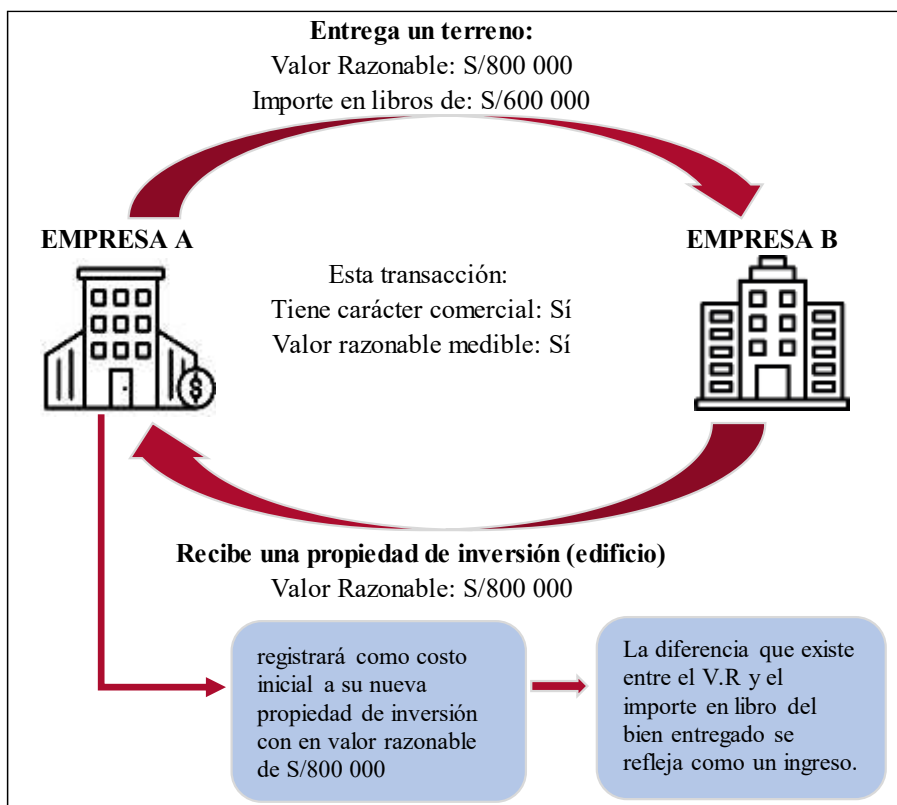 Entrega un terreno:
Valor Razonable: S/800 000
Importe en libros de: S/600 000
EMPRESA A
EMPRESA B
Esta transacción:
Tiene carácter comercial: Sí
Valor razonable medible: Sí
$
Recibe una propiedad de inversión (edificio)
Valor Razonable: S/800 000
registrará como costo
inicial a su nueva
propiedad de inversión
con en valor razonable
de S/800 000
La diferencia que existe
entre el V.R y el
importe en libro del
bien entregado se
refleja como un ingreso.